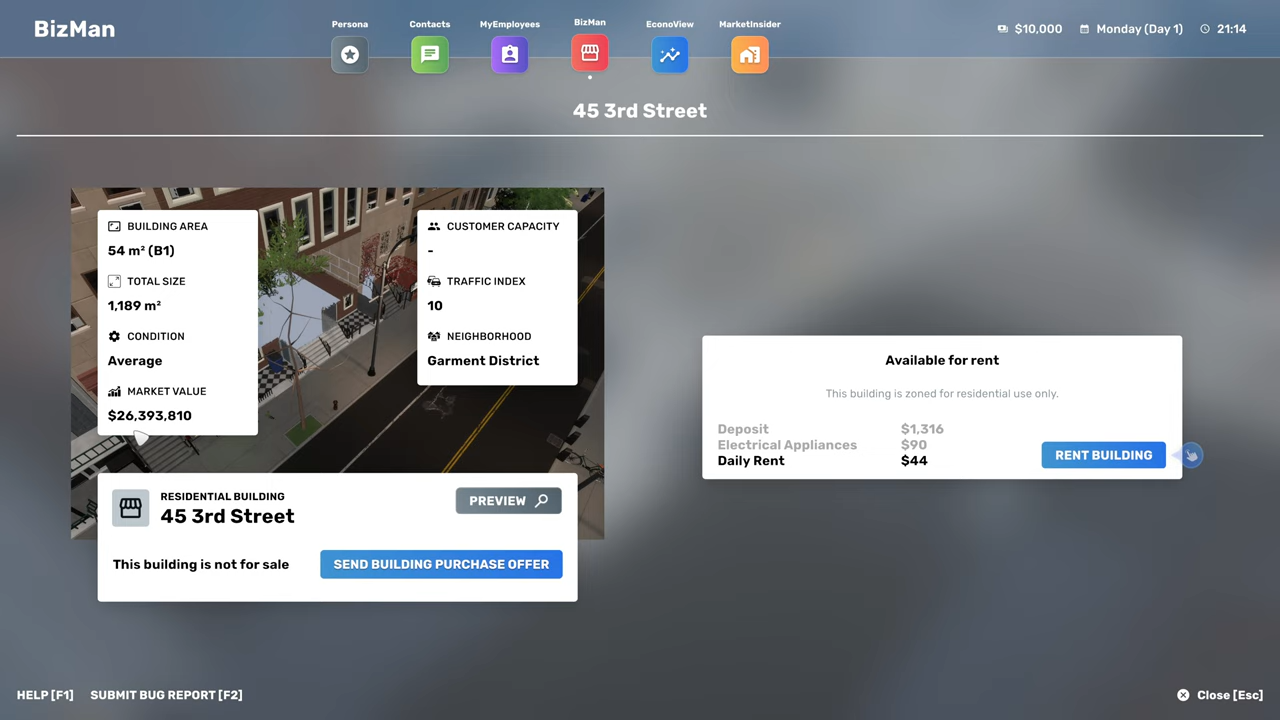 BizMan
Persona
Contacts
MyEmployees
BizMan
EconoView
MarketInsider
$10,000
Monday (Day 1)
21:14
45 3rd Street
BUILDING AREA
54 m² (B1)
TOTAL SIZE
1,189 m²
CONDITION
Average
MARKET VALUE
$26,393,810
CUSTOMER CAPACITY
-
TRAFFIC INDEX
10
NEIGHBORHOOD
Garment District
RESIDENTIAL BUILDING
45 3rd Street
PREVIEW
This building is not for sale
SEND BUILDING PURCHASE OFFER
Available for rent
This building is zoned for residential use only.
Deposit $1,316
Electrical Appliances $90
Daily Rent $44
RENT BUILDING
HELP [F1] SUBMIT BUG REPORT [F2]
Close [Esc]